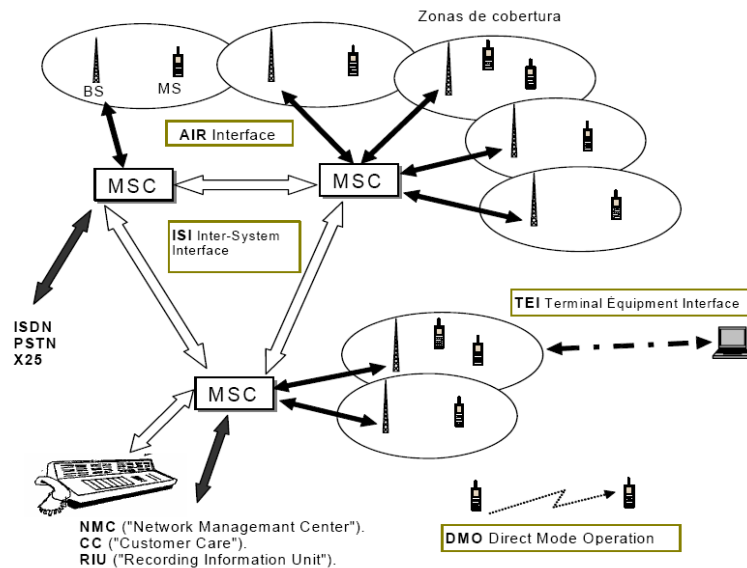 Zonas de cobertura
BS
MS
AIR Interface
MSC
MSC
ISI Inter-System
Interface
TEI Terminal Équipment Interface
ISDN
PSTN
X25
MSC
NMC ("Network Managemant Center").
CC ("Customer Care").
RIU ("Recording Information Unit").
DMO Direct Mode Operation